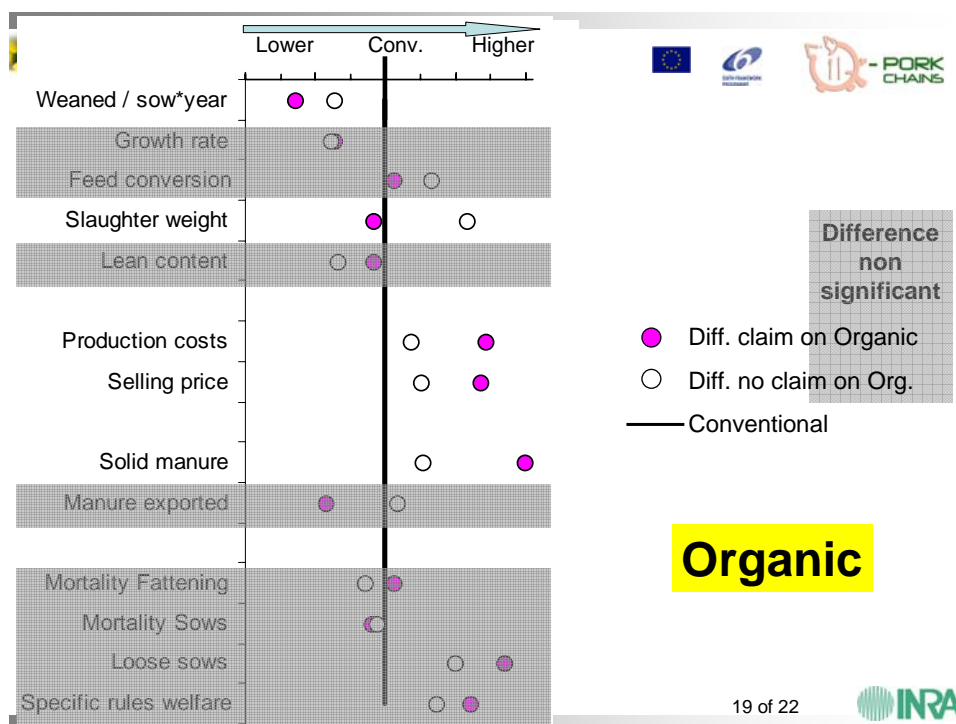 Lower Conv. Higher
Weaned / sow*year
Growth rate
Feed conversion
Slaughter weight
Lean content
Production costs
Selling price
Solid manure
Manure exported
Mortality Fattening
Mortality Sows
Loose sows
Specific rules welfare
- PORK
CHAINS
Difference
non
significant
Diff. claim on Organic
Diff. no claim on Org.
Conventional
Organic
19 of 22
INRA